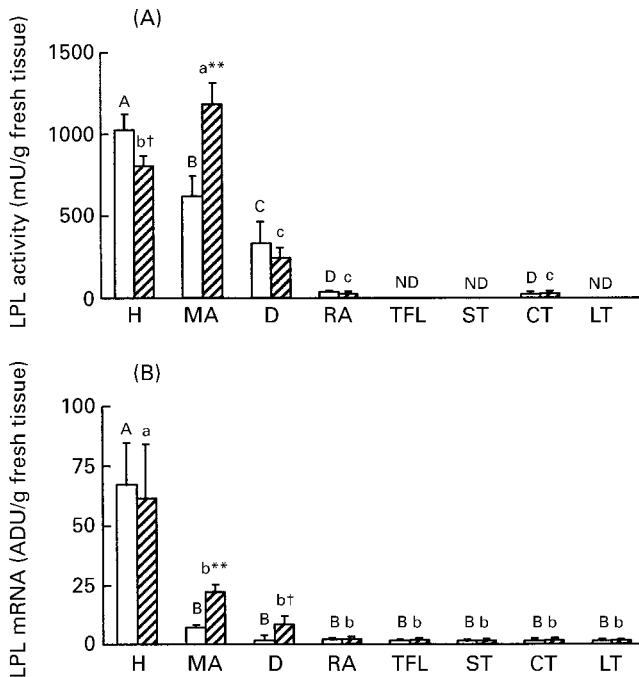 (A)
LPL activity (mU/g fresh tissue)
1500
1000
500
0
A
b†
B
a**
C
c
D c
ND
ND
D c
ND
H MA D RA TFL ST CT LT
(B)
LPL mRNA (ADU/g fresh tissue)
100
75
50
25
0
A a
B
b**
B
b†
B b
B b
B b
B b
B b
H MA D RA TFL ST CT LT